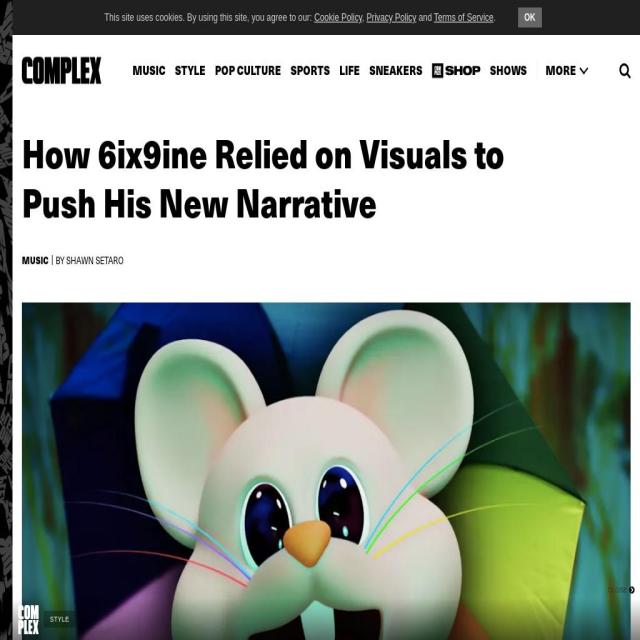 This site uses cookies. By using this site, you agree to our: Cookie Policy, Privacy Policy and Terms of Service. OK
COMPLEX MUSIC STYLE POP CULTURE SPORTS LIFE SNEAKERS SHOP SHOWS MORE
How 6ix9ine Relied on Visuals to
Push His New Narrative
MUSIC | BY SHAWN SETARO
CLOSE
COM
PLEX
STYLE